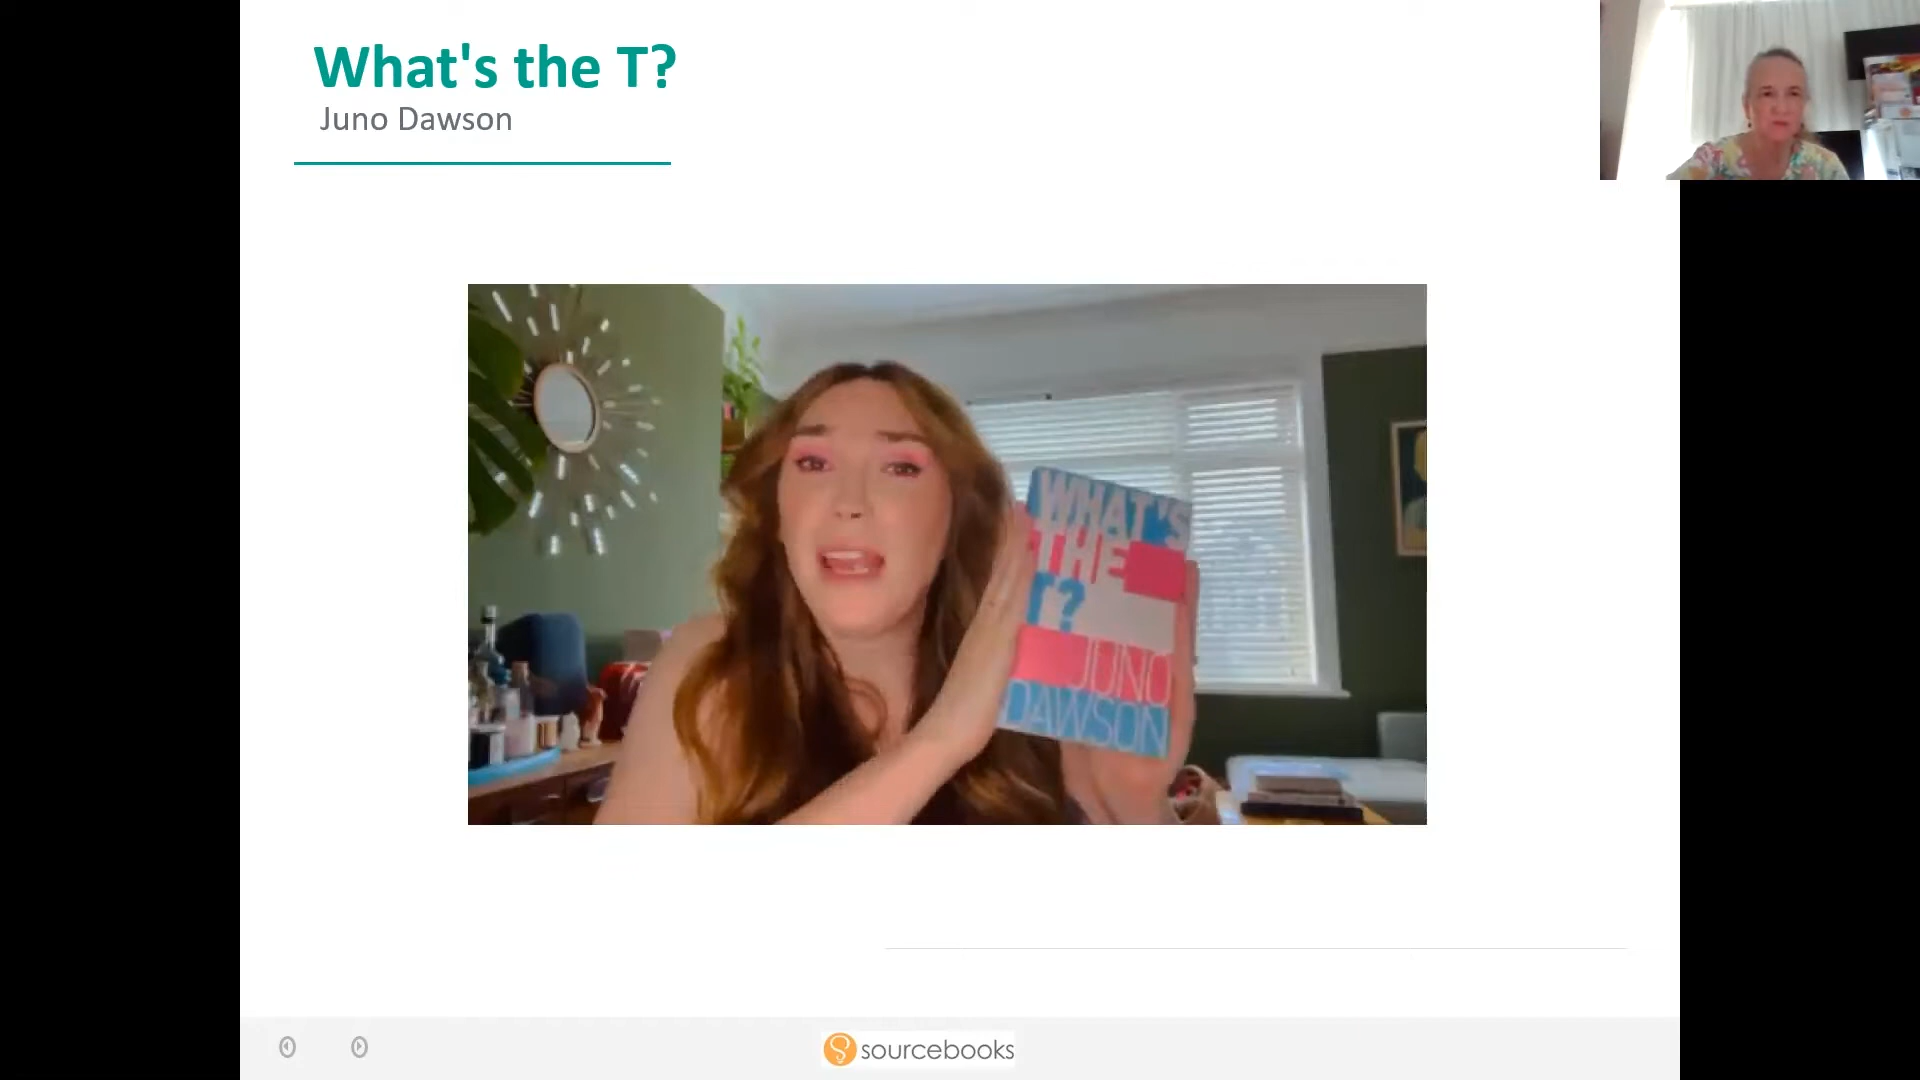 What's the T?
Juno Dawson
WHAT'S
THE
T?
JUNO
DAWSON
sourcebooks